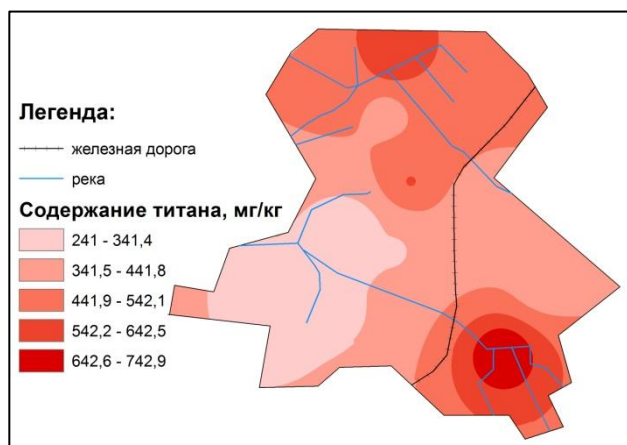 Легенда:
железная дорога
река
Содержание титана, мг/кг
241 - 341,4
341,5 - 441,8
441,9 - 542,1
542,2 - 642,5
642,6 - 742,9